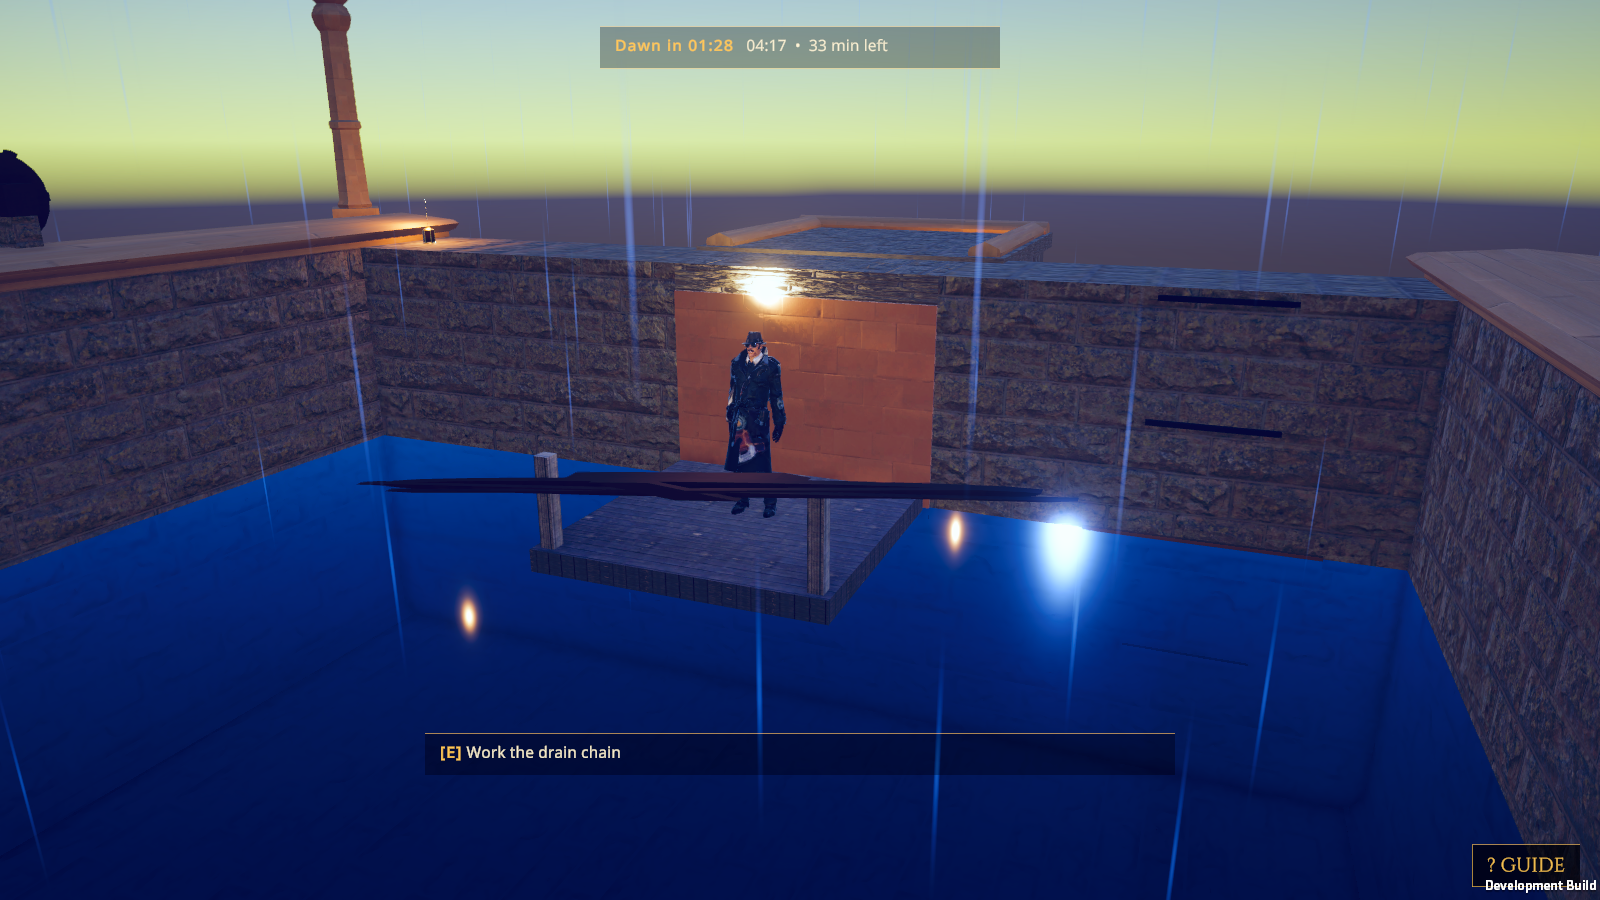 Dawn in 01:28 04:17 • 33 min left
[E] Work the drain chain
? GUIDE
Development Build